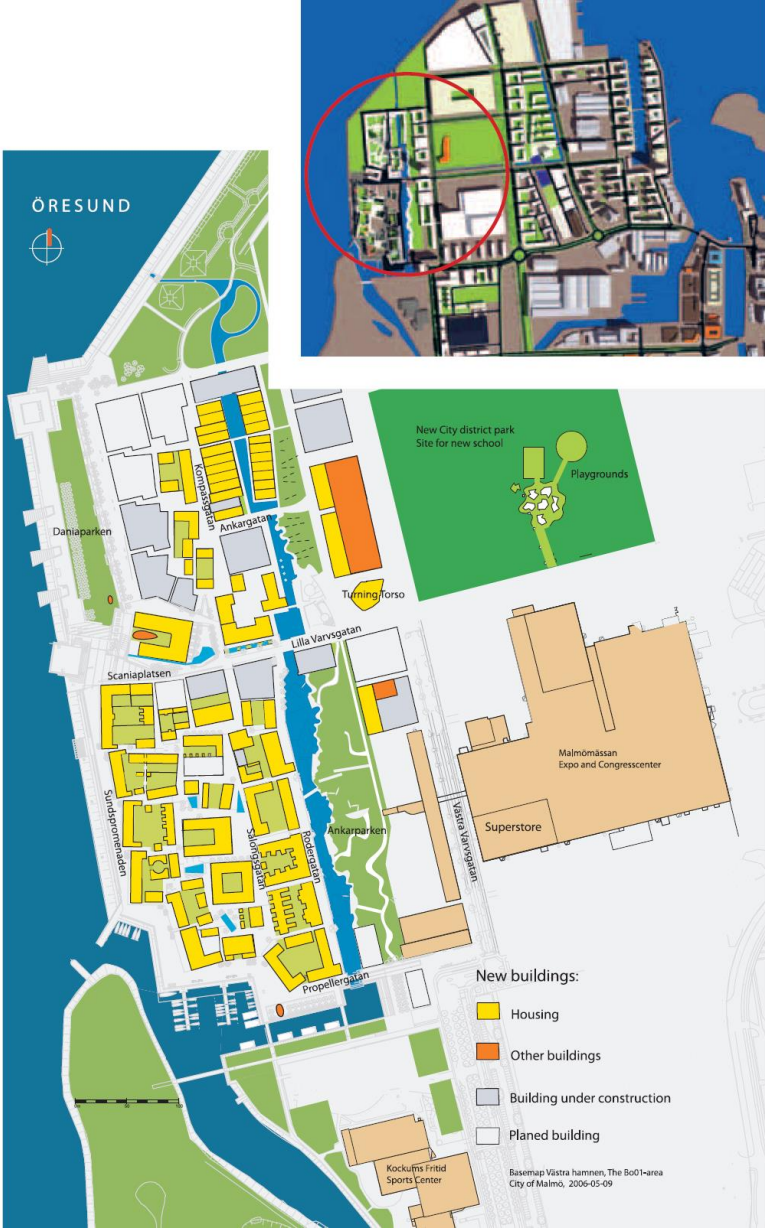 ÖRESUND
New City district park
Site for new school
Playgrounds
Kompassgatan
Daniaparken
Ankargatan
Turning Torso
Lilla Varvsgatan
Scaniaplatsen
Malmömässan
Expo and Congresscenter
Sundspromenaden
Salongsgatan
Rodergatan
Ankarparken
Västra Varvsgatan
Superstore
Propellergatan
New buildings:
Housing
Other buildings
Building under construction
Planed building
Kockums Fritid
Sports Center
Basemap Västra hamnen, The Bo01-area
City of Malmö, 2006-05-09